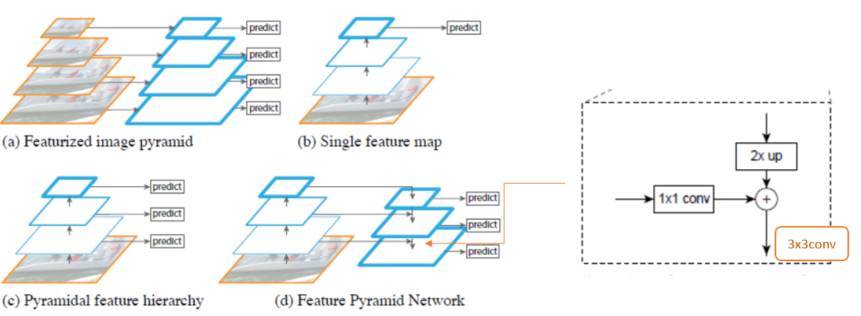 predict
predict
predict
predict
(a) Featurized image pyramid
predict
(b) Single feature map
predict
predict
predict
(c) Pyramidal feature hierarchy
predict
predict
predict
(d) Feature Pyramid Network
2x up
1x1 conv
+
3x3conv